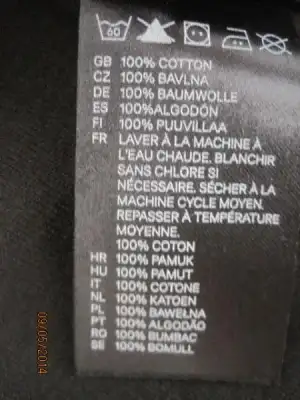 60
GB 100% COTTON
CZ 100% BAVLNA
DE 100% BAUMWOLLE
ES 100%ALGODÓN
FI 100% PUUVILLAA
FR LAVER À LA MACHINE À
L'EAU CHAUDE. BLANCHIR
SANS CHLORE SI
NÉCESSAIRE. SÉCHER À LA
MACHINE CYCLE MOYEN.
REPASSER À TEMPÉRATURE
MOYENNE.
100% COTON
HR 100% PAMUK
HU 100% PAMUT
IT 100% COTONE
NL 100% KATOEN
PL 100% BAWEŁNA
PT 100% ALGODÃO
RO 100% BUMBAC
SE 100% BOMULL
09/05/2014